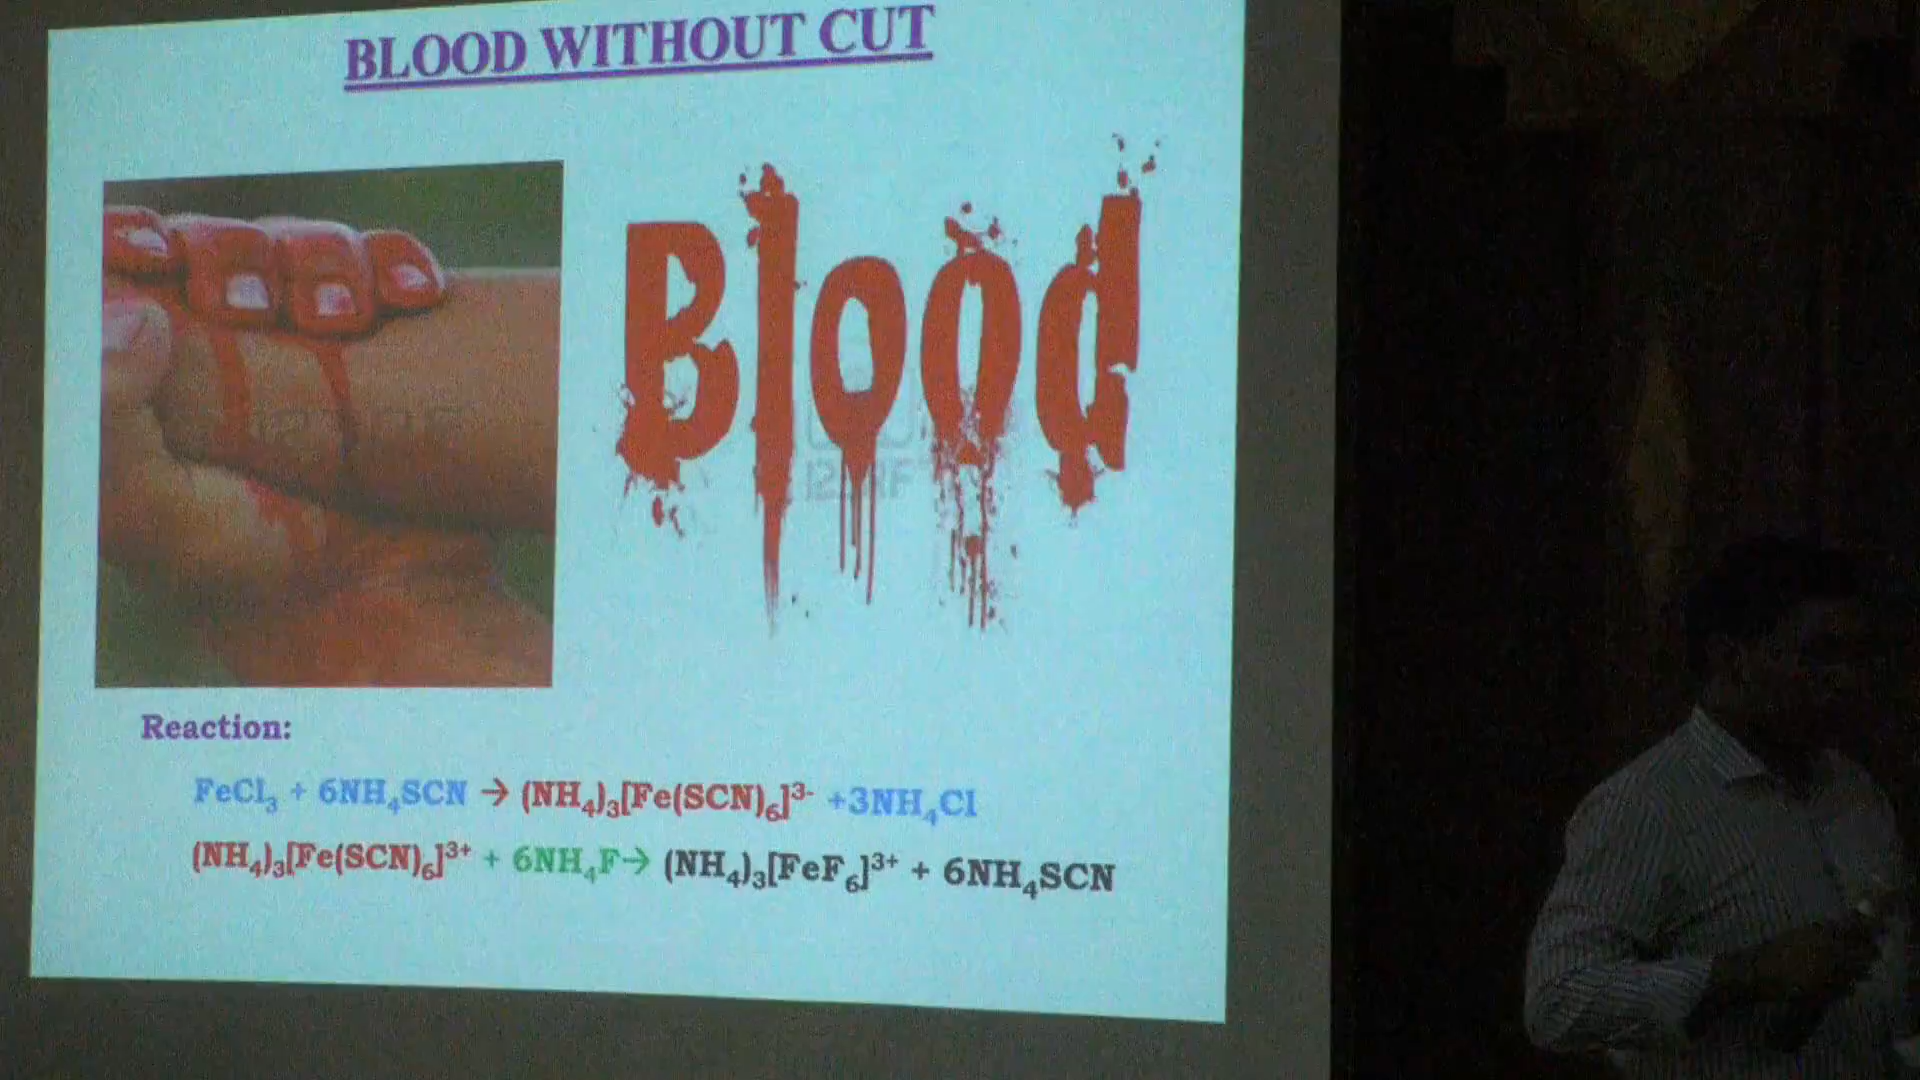 BLOOD WITHOUT CUT
Blood
123RF
Reaction:
FeCl₃ + 6NH₄SCN → (NH₄)₃[Fe(SCN)₆]³⁻ +3NH₄Cl
(NH₄)₃[Fe(SCN)₆]³⁺ + 6NH₄F→ (NH₄)₃[FeF₆]³⁺ + 6NH₄SCN